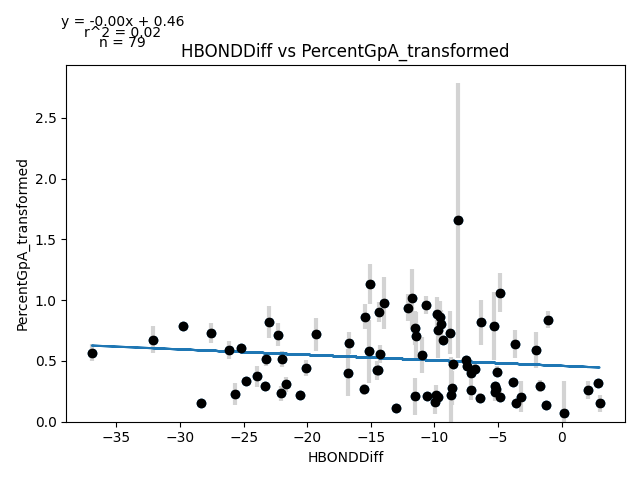 y = -0.00x + 0.46
r^2 = 0.02
n = 79
HBONDDiff vs PercentGpA_transformed
PercentGpA_transformed
2.5
2.0
1.5
1.0
0.5
0.0
−35 −30 −25 −20 −15 −10 −5 0
HBONDDiff